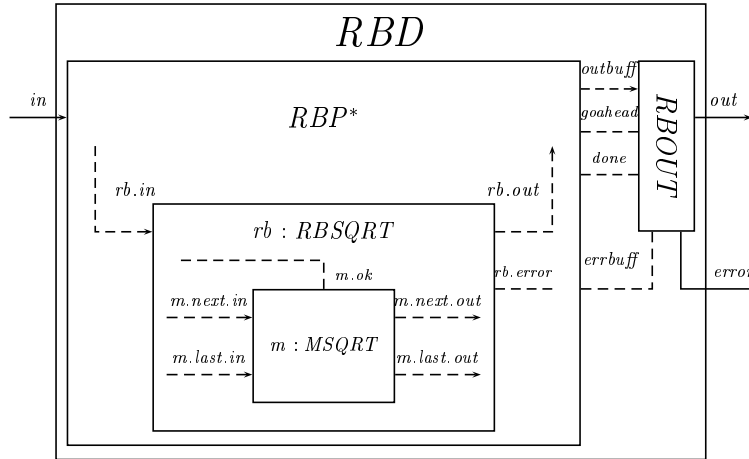 RBD
outbuff
in
RBP*
goahead
RBOUT
out
done
rb.in
rb.out
rb : RBSQRT
errbuff
m.ok
rb.error
error
m.next.in
m.next.out
m : MSQRT
m.last.in
m.last.out